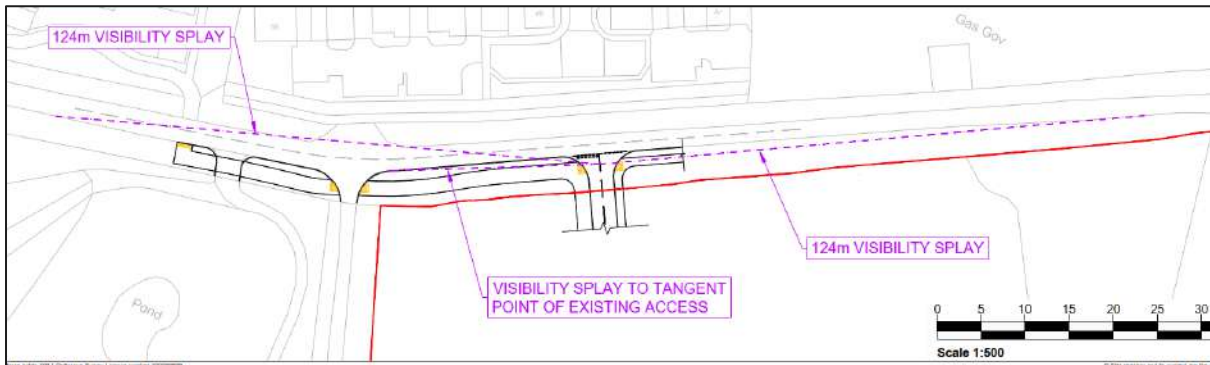 Gas Gov
124m VISIBILITY SPLAY
124m VISIBILITY SPLAY
VISIBILITY SPLAY TO TANGENT
POINT OF EXISTING ACCESS
Pond
0 5 10 15 20 25 30
Scale 1:500